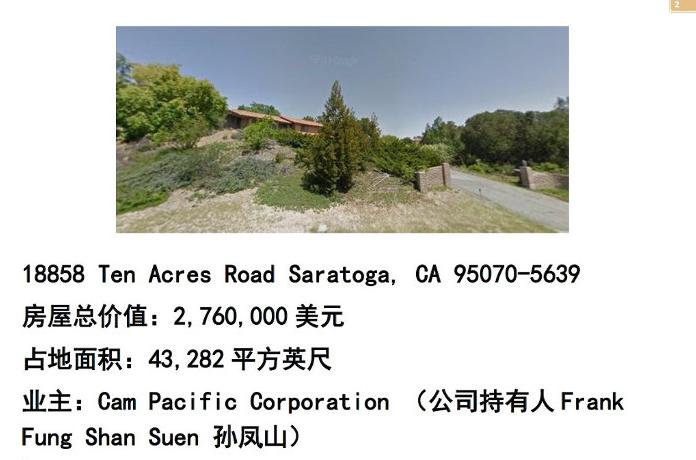 2
18858 Ten Acres Road Saratoga, CA 95070-5639
房屋总价值：2,760,000 美元
占地面积：43,282 平方英尺
业主：Cam Pacific Corporation （公司持有人 Frank
Fung Shan Suen 孙凤山）